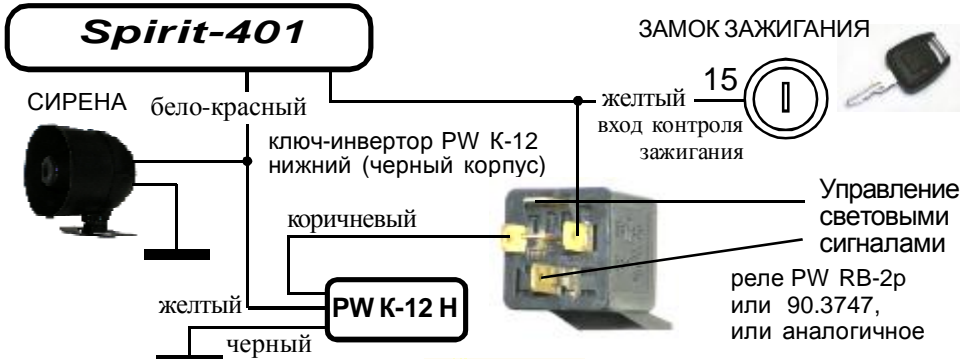 Spirit-401
ЗАМОК ЗАЖИГАНИЯ
СИРЕНА
бело-красный
желтый
15
вход контроля
зажигания
ключ-инвертор PW К-12
нижний (черный корпус)
коричневый
Управление
световыми
сигналами
реле PW RB-2р
или 90.3747,
или аналогичное
желтый
PW К-12 Н
черный